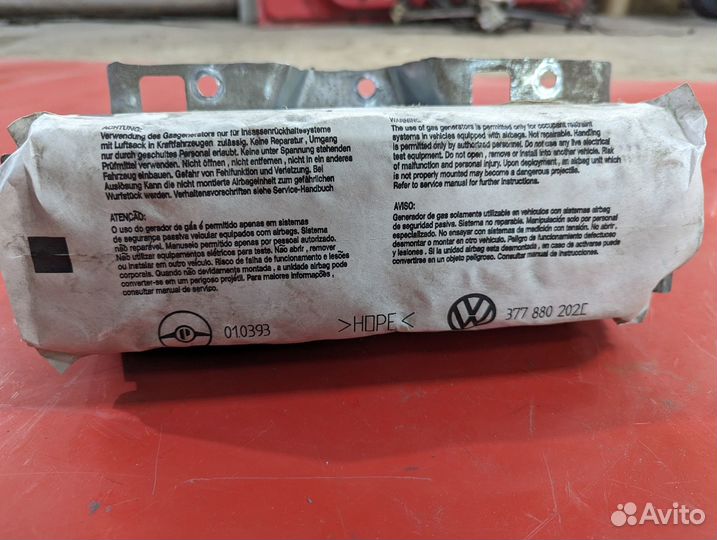 ACHTUNG:
Verwendung des Gasgenerators nur für Insassenrückhaltesysteme
mit Luftsack in Kraftfahrzeugen zulässig. Keine Reparatur, Umgang
nur durch geschultes Personal erlaubt. Keine unter Spannung stehenden
Prüfmittel verwenden. Nicht öffnen , nicht entfernen , nicht in ein anderes
Fahrzeug einbauen. Gefahr von Fehlfunktion und Verletzung. Bei
Auslösung Kann die nicht montierte Airbageinheit zum gefährlichen
Wurfstück werden. Verhaltensvorschriften siehe Service-Handbuch
ATENÇÃO:
O uso do gerador de gás é permitido apenas em sistemas
de segurança passiva veicular equipados com airbags. Keine
não reparável. Manuseio permitido apenas por pessoal autorizado.
Não utilizar equipamentos elétricos para teste. Não abrir , remover
ou instalar em outro veículo. Risco de falha de funcionamento e lesões
corporais. Quando não devidamente montada , a unidade airbag pode
converter-se em um perigoso projétil. Para maiores informações ,
consultar manual de serviço.
WARNING:
The use of gas generators is permitted only for occupant restraint
systems in vehicles equipped with airbags. Not repairable. Handling
is permitted only by authorized personnel. Do not use any live electrical
test equipment. Do not open , remove or install into another vehicle. Risk
of malfunction and personal injury. Upon deployment , an airbag unit which
is not properly mounted may become a dangerous projectile.
Refer to service manual for further instructions.
AVISO:
Generador de gas solamente utilizable en vehículos con sistemas airbag
de seguridad pasiva. Sistema no reparable. Manipulación solo por personal
especializado. No ensayar con sistemas de medición con tensión. No abrir,
desmontar o montar en otro vehículo. Peligro de funcionamiento defectuoso
y lesiones . Si la unidad airbag esta desmontada , en caso de activarse puede
convertirse en un objeto peligroso. Consultar manual de instrucciones.
P
010393
>HOPE<
VW
377 880 202C
Avito